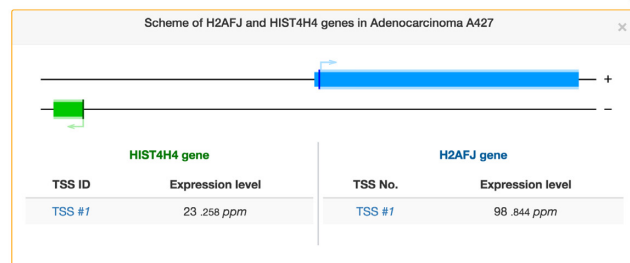 Scheme of H2AFJ and HIST4H4 genes in Adenocarcinoma A427
×
+
−
HIST4H4 gene
H2AFJ gene
TSS ID Expression level
TSS No. Expression level
TSS #1 23 .258 ppm
TSS #1 98 .844 ppm